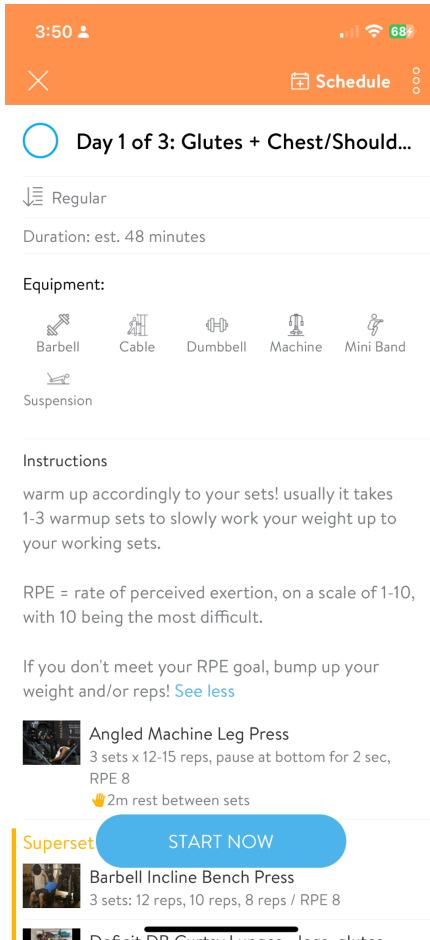 3:50
68
Schedule
Day 1 of 3: Glutes + Chest/Should...
Regular
Duration: est. 48 minutes
Equipment:
Barbell
Cable
Dumbbell
Machine
Mini Band
Suspension
Instructions
warm up accordingly to your sets! usually it takes
1-3 warmup sets to slowly work your weight up to
your working sets.
RPE = rate of perceived exertion, on a scale of 1-10,
with 10 being the most difficult.
If you don't meet your RPE goal, bump up your
weight and/or reps! See less
Angled Machine Leg Press
3 sets x 12-15 reps, pause at bottom for 2 sec,
RPE 8
👋2m rest between sets
Superset
START NOW
Barbell Incline Bench Press
3 sets: 12 reps, 10 reps, 8 reps / RPE 8
Deficit DB Curtsy Lunges